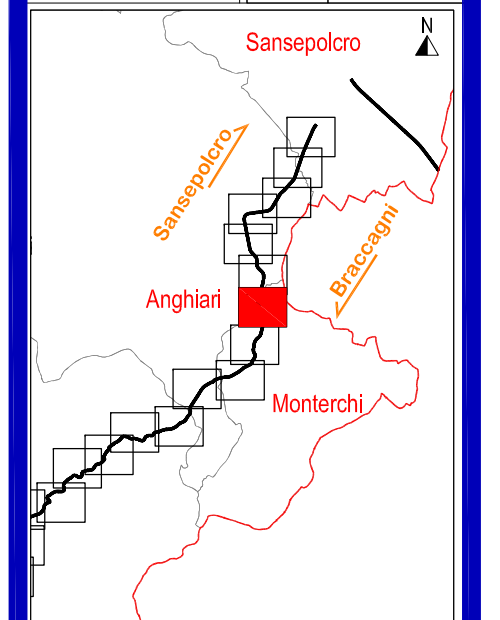 N
Sansepolcro
Sansepolcro
Braccagni
Anghiari
Monterchi